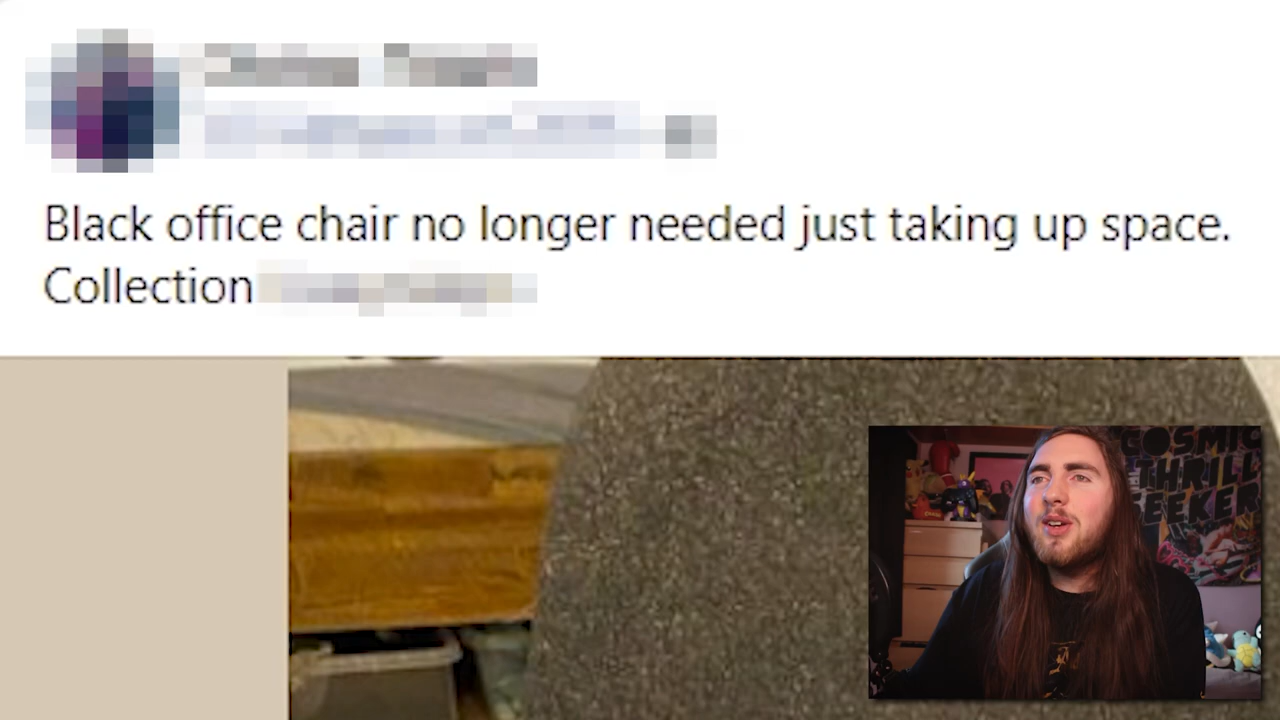 Black office chair no longer needed just taking up space.
Collection
COSMIC
THRILL
SEEKER